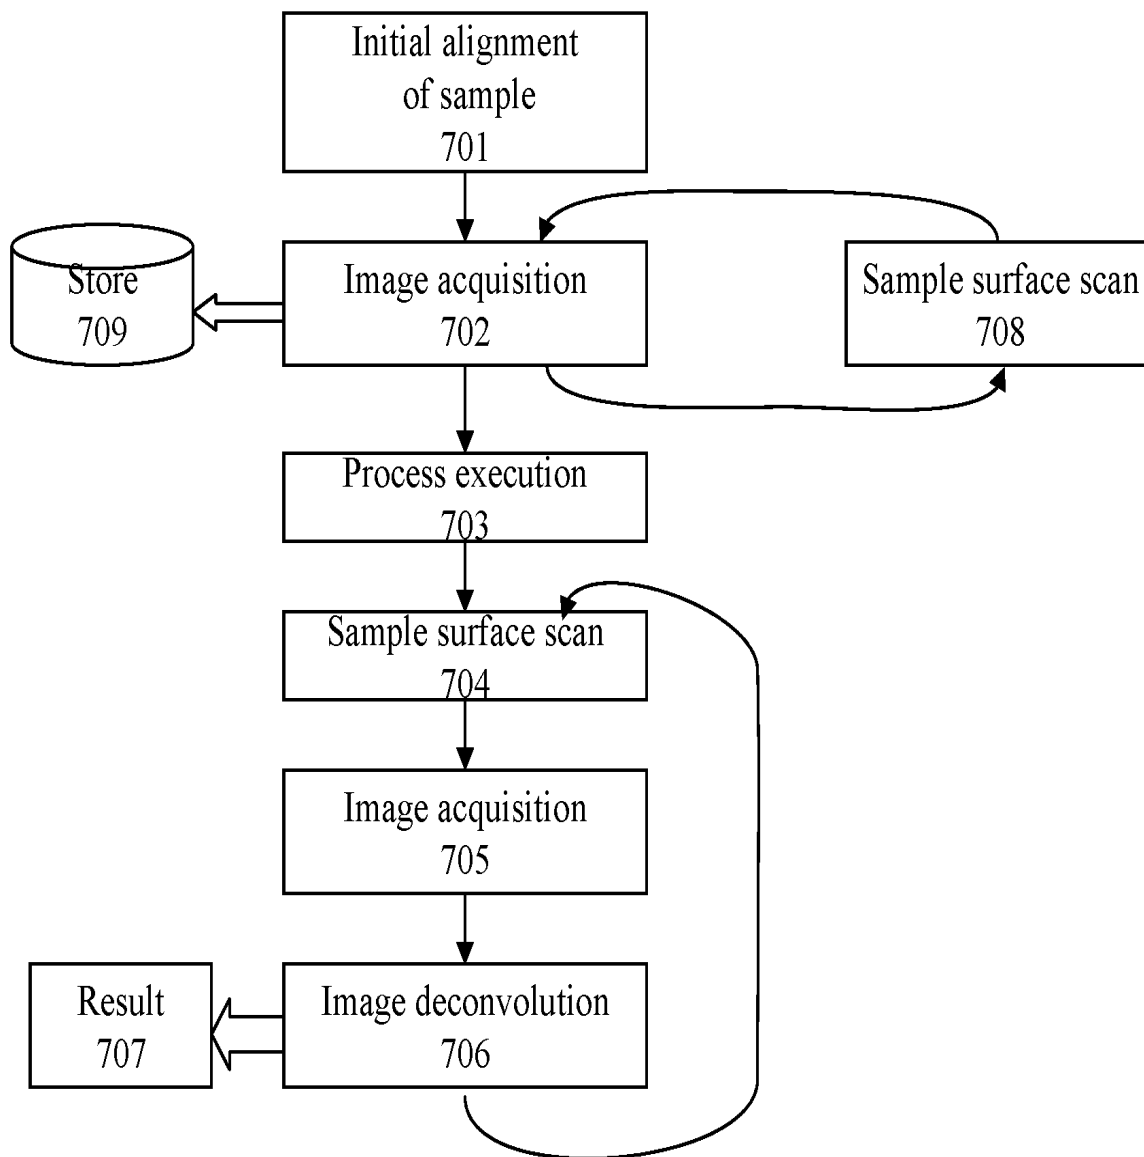 Initial alignment
of sample
701
Store
709
Image acquisition
702
Sample surface scan
708
Process execution
703
Sample surface scan
704
Image acquisition
705
Result
707
Image deconvolution
706